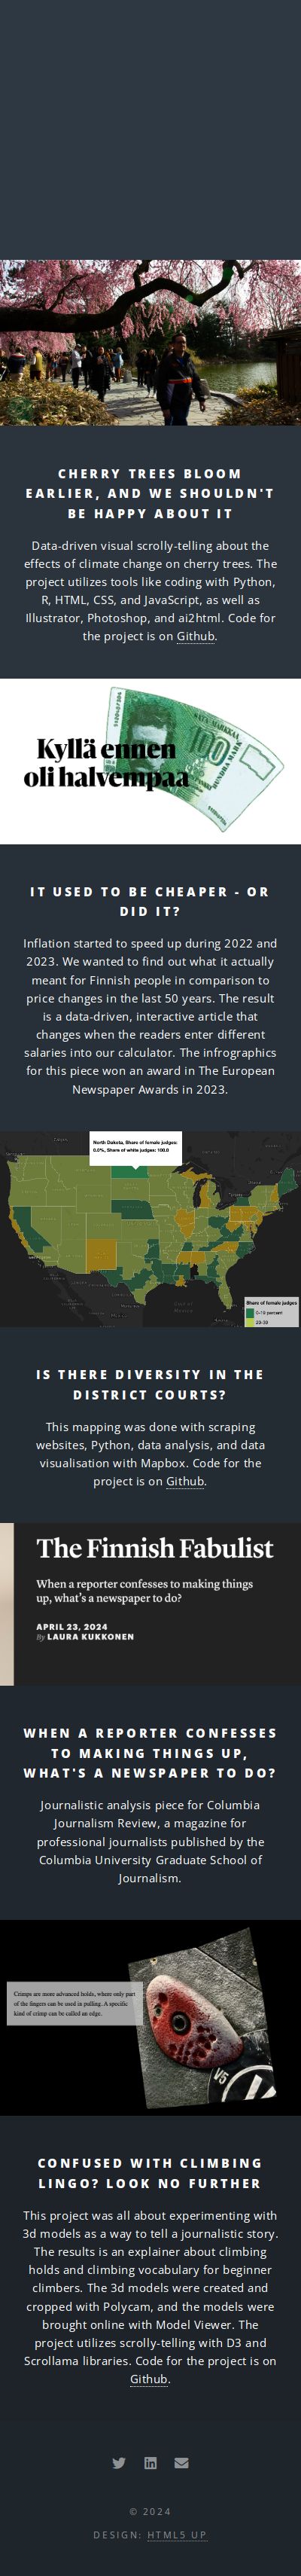 CHERRY TREES BLOOM
EARLIER, AND WE SHOULDN'T
BE HAPPY ABOUT IT
Data-driven visual scrolly-telling about the
effects of climate change on cherry trees. The
project utilizes tools like coding with Python,
R, HTML, CSS, and JavaScript, as well as
Illustrator, Photoshop, and ai2html. Code for
the project is on Github.
Kyllä ennen
oli halvempaa
100
IT USED TO BE CHEAPER - OR
DID IT?
Inflation started to speed up during 2022 and
2023. We wanted to find out what it actually
meant for Finnish people in comparison to
price changes in the last 50 years. The result
is a data-driven, interactive article that
changes when the readers enter different
salaries into our calculator. The infographics
for this piece won an award in The European
Newspaper Awards in 2023.
North Dakota, Share of female judges:
0.0%, Share of white judges: 100.0
Share of female judges
0-19 percent
20-39
IS THERE DIVERSITY IN THE
DISTRICT COURTS?
This mapping was done with scraping
websites, Python, data analysis, and data
visualisation with Mapbox. Code for the
project is on Github.
The Finnish Fabulist
When a reporter confesses to making things
up, what's a newspaper to do?
APRIL 23, 2024
By LAURA KUKKONEN
WHEN A REPORTER CONFESSES
TO MAKING THINGS UP,
WHAT'S A NEWSPAPER TO DO?
Journalistic analysis piece for Columbia
Journalism Review, a magazine for
professional journalists published by the
Columbia University Graduate School of
Journalism.
Crimps are more advanced holds, where only part
of the fingers can be used in pulling. A specific
kind of crimp can be called an edge.
V5
CONFUSED WITH CLIMBING
LINGO? LOOK NO FURTHER
This project was all about experimenting with
3d models as a way to tell a journalistic story.
The results is an explainer about climbing
holds and climbing vocabulary for beginner
climbers. The 3d models were created and
cropped with Polycam, and the models were
brought online with Model Viewer. The
project utilizes scrolly-telling with D3 and
Scrollama libraries. Code for the project is on
Github.
© 2024
DESIGN: HTML5 UP